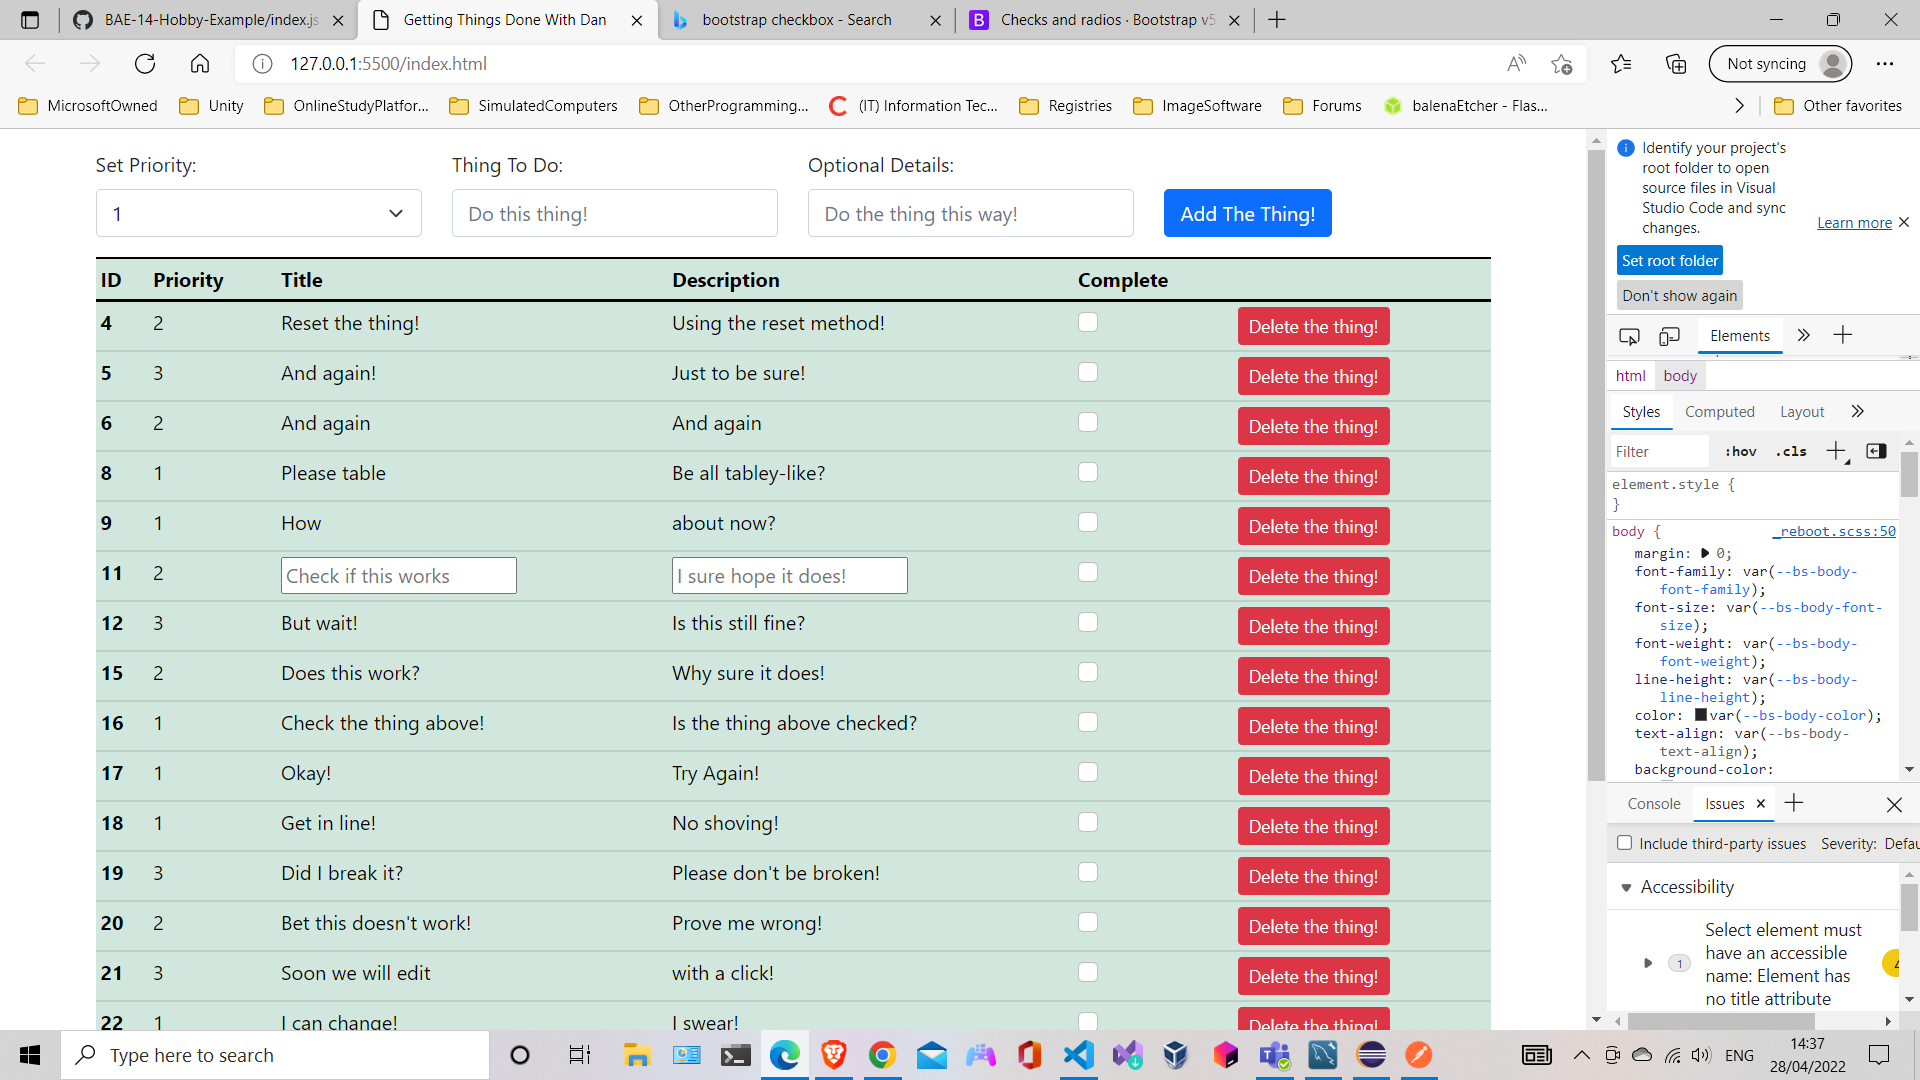 BAE-14-Hobby-Example/index.js
Getting Things Done With Dan
bootstrap checkbox - Search
Checks and radios · Bootstrap v5
127.0.0.1:5500/index.html
Not syncing
MicrosoftOwned
Unity
OnlineStudyPlatfor...
SimulatedComputers
OtherProgramming...
(IT) Information Tec...
Registries
ImageSoftware
Forums
balenaEtcher - Flas...
Other favorites
Set Priority:
Thing To Do:
Optional Details:
1
Do this thing!
Do the thing this way!
Add The Thing!
ID Priority Title Description Complete
4 2 Reset the thing! Using the reset method! Delete the thing!
5 3 And again! Just to be sure! Delete the thing!
6 2 And again And again Delete the thing!
8 1 Please table Be all tabley-like? Delete the thing!
9 1 How about now? Delete the thing!
11 2 Check if this works I sure hope it does! Delete the thing!
12 3 But wait! Is this still fine? Delete the thing!
15 2 Does this work? Why sure it does! Delete the thing!
16 1 Check the thing above! Is the thing above checked? Delete the thing!
17 1 Okay! Try Again! Delete the thing!
18 1 Get in line! No shoving! Delete the thing!
19 3 Did I break it? Please don't be broken! Delete the thing!
20 2 Bet this doesn't work! Prove me wrong! Delete the thing!
21 3 Soon we will edit with a click! Delete the thing!
22 1 I can change! I swear! Delete the thing!
Identify your project's
root folder to open
source files in Visual
Studio Code and sync
changes.
Learn more
Set root folder
Don't show again
Elements
html body
Styles Computed Layout
Filter :hov .cls
element.style {
}
body { _reboot.scss:50
margin: 0;
font-family: var(--bs-body-
font-family);
font-size: var(--bs-body-font-
size);
font-weight: var(--bs-body-
font-weight);
line-height: var(--bs-body-
line-height);
color: var(--bs-body-color);
text-align: var(--bs-body-
text-align);
background-color:
Console Issues
Include third-party issues Severity: Defau
Accessibility
1
Select element must
have an accessible
name: Element has
no title attribute
Type here to search
ENG
14:37
28/04/2022